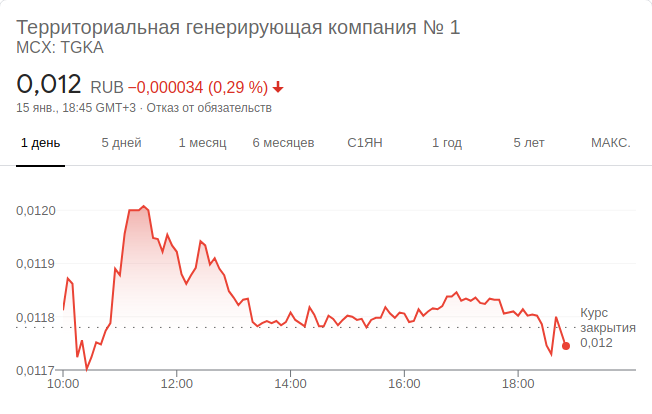 Территориальная генерирующая компания № 1
MCX: TGKA
0,012 RUB −0,000034 (0,29 %)
15 янв., 18:45 GMT+3 · Отказ от обязательств
1 день 5 дней 1 месяц 6 месяцев С1ЯН 1 год 5 лет МАКС.
0,0120
0,0119
0,0118
0,0117
Курс
закрытия
0,012
10:00 12:00 14:00 16:00 18:00